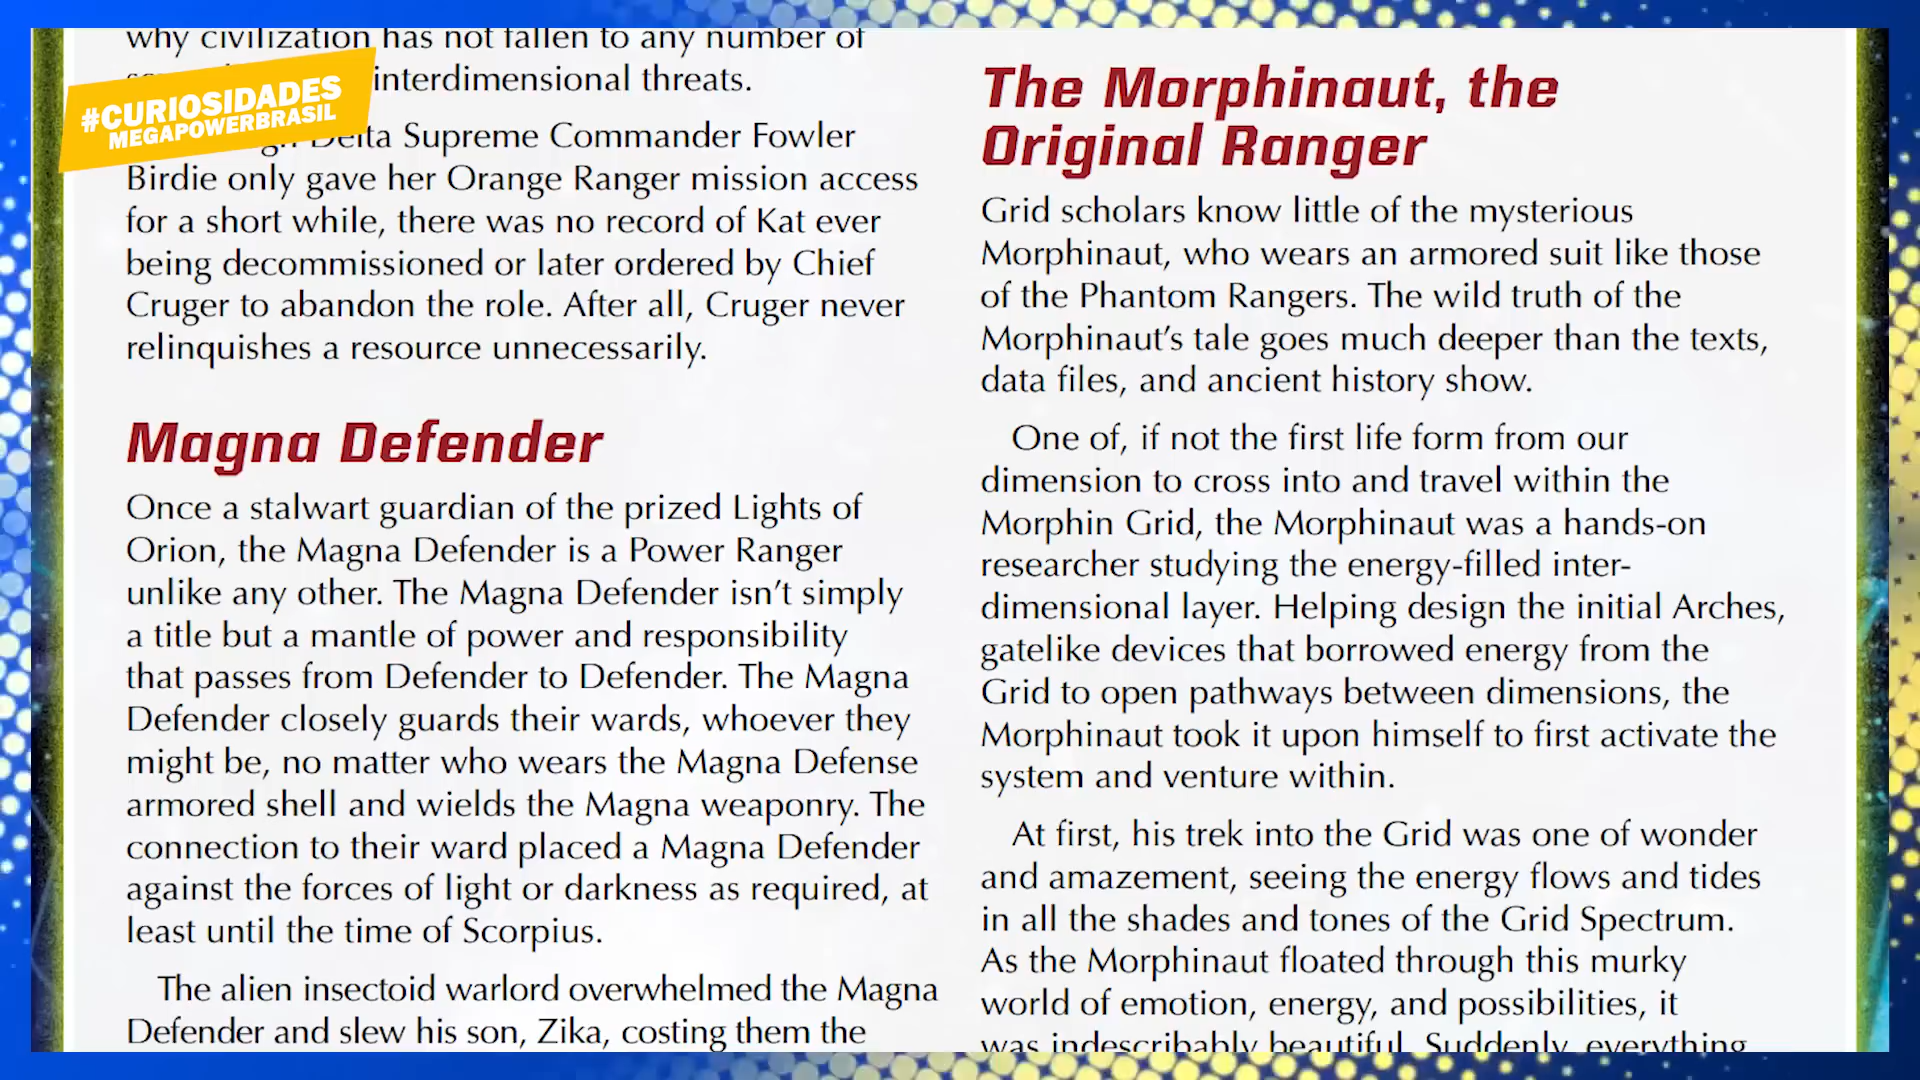 why civilization has not fallen to any number of
interdimensional threats.
#CURIOSIDADES
MEGAPOWERBRASIL
Delta Supreme Commander Fowler
Birdie only gave her Orange Ranger mission access
for a short while, there was no record of Kat ever
being decommissioned or later ordered by Chief
Cruger to abandon the role. After all, Cruger never
relinquishes a resource unnecessarily.
Magna Defender
Once a stalwart guardian of the prized Lights of
Orion, the Magna Defender is a Power Ranger
unlike any other. The Magna Defender isn’t simply
a title but a mantle of power and responsibility
that passes from Defender to Defender. The Magna
Defender closely guards their wards, whoever they
might be, no matter who wears the Magna Defense
armored shell and wields the Magna weaponry. The
connection to their ward placed a Magna Defender
against the forces of light or darkness as required, at
least until the time of Scorpius.
The alien insectoid warlord overwhelmed the Magna
Defender and slew his son, Zika, costing them the
The Morphinaut, the
Original Ranger
Grid scholars know little of the mysterious
Morphinaut, who wears an armored suit like those
of the Phantom Rangers. The wild truth of the
Morphinaut’s tale goes much deeper than the texts,
data files, and ancient history show.
One of, if not the first life form from our
dimension to cross into and travel within the
Morphin Grid, the Morphinaut was a hands-on
researcher studying the energy-filled inter-
dimensional layer. Helping design the initial Arches,
gatelike devices that borrowed energy from the
Grid to open pathways between dimensions, the
Morphinaut took it upon himself to first activate the
system and venture within.
At first, his trek into the Grid was one of wonder
and amazement, seeing the energy flows and tides
in all the shades and tones of the Grid Spectrum.
As the Morphinaut floated through this murky
world of emotion, energy, and possibilities, it
was indescribably beautiful. Suddenly, everything